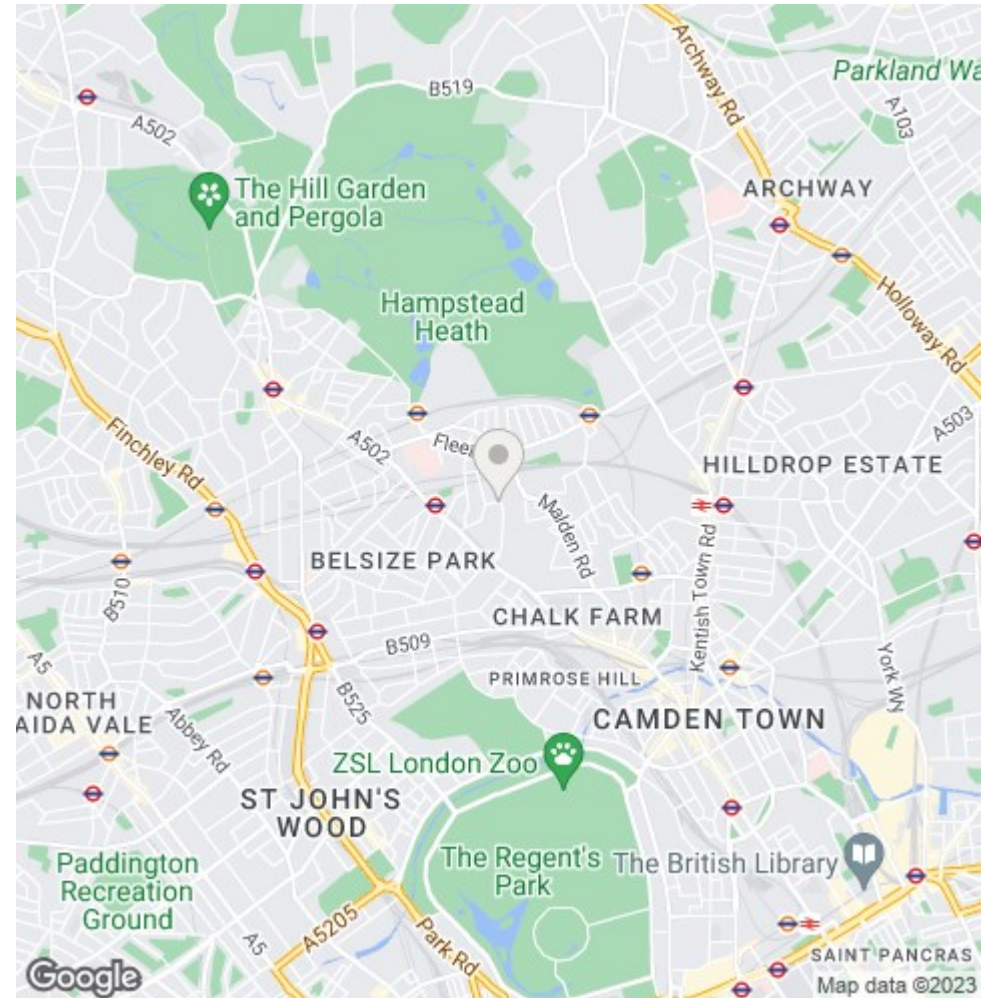 Archway Rd
Parkland Wa
B519
A103
A502
The Hill Garden
and Pergola
ARCHWAY
Hampstead
Heath
Holloway Rd
Finchley Rd
A502
Flee
A503
HILLDROP ESTATE
Malden Rd
BELSIZE PARK
B510
Kentish Town Rd
CHALK FARM
B509
A5
PRIMROSE HILL
York Wy
NORTH
AIDA VALE
Abbey Rd
B525
CAMDEN TOWN
ZSL London Zoo
ST JOHN'S
WOOD
The Regent's
Park
The British Library
Paddington
Recreation
Ground
A5205
A5
Park Rd
SAINT PANCRAS
Google
Map data ©2023